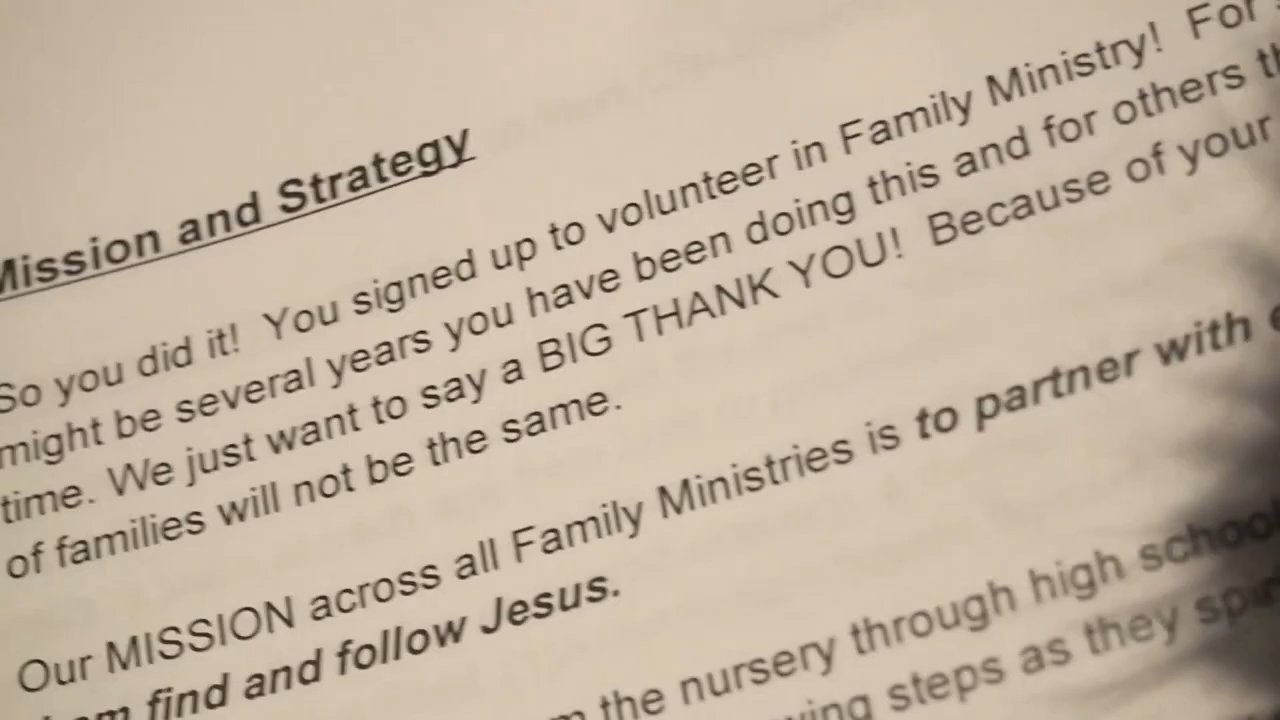 Mission and Strategy
So you did it! You signed up to volunteer in Family Ministry! For
might be several years you have been doing this and for others
time. We just want to say a BIG THANK YOU! Because of your
of families will not be the same.
Our MISSION across all Family Ministries is to partner with
find and follow Jesus.
the nursery through high school
steps as they